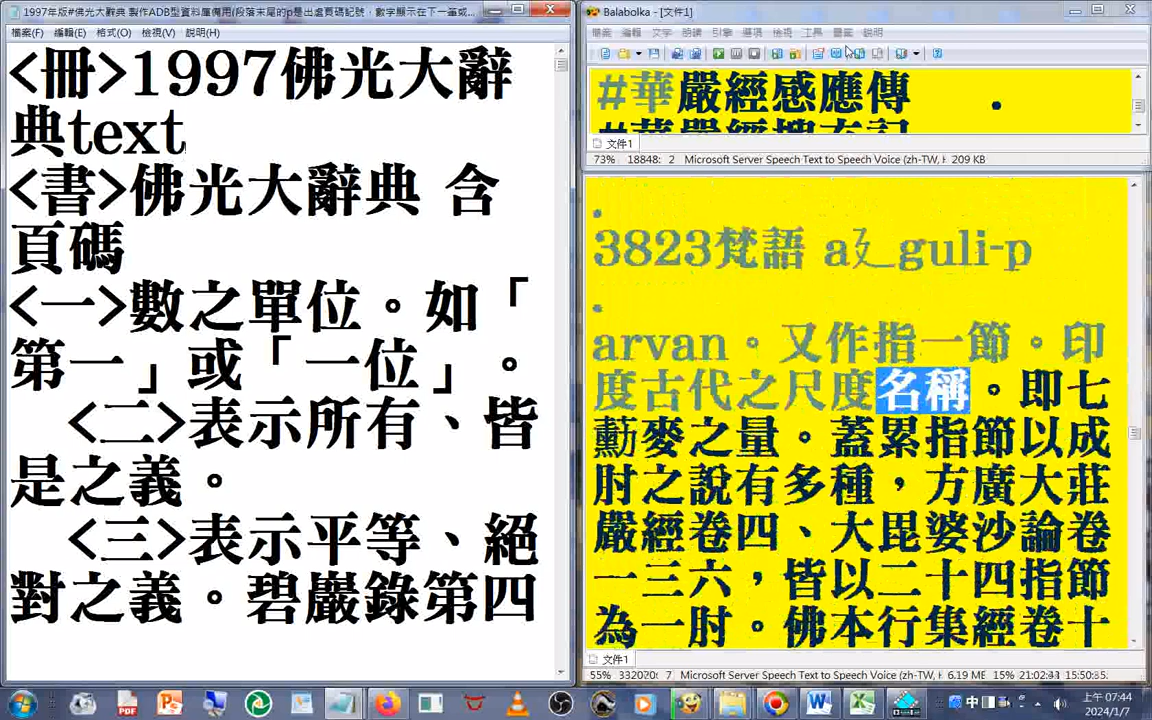 1997年版#佛光大辭典 製作ADB型資料庫備用(段落末尾的p是出處頁碼記號，數字顯示在下一筆或...
檔案(F) 編輯(E) 格式(O) 檢視(V) 說明(H)
<冊>1997佛光大辭
典text
<書>佛光大辭典 含
頁碼
<一>數之單位。如「
第一」或「一位」。
<二>表示所有、皆
是之義。
<三>表示平等、絕
對之義。碧巖錄第四
Balabolka - [文件1]
檔案 編輯 文字 朗讀 引擎 選項 檢視 工具 書籤 說明
#華嚴經感應傳 .
文件1
73% 18848: 2 Microsoft Server Speech Text to Speech Voice (zh-TW, H 209 KB
3823梵語 a廴_guli-p
arvan。又作指一節。印
度古代之尺度名稱。即七
麥之量。蓋累指節以成
肘之說有多種，方廣大莊
嚴經卷四、大毘婆沙論卷
一三六，皆以二十四指節
為一肘。佛本行集經卷十
文件1
55% 332020: 7 Microsoft Server Speech Text to Speech Voice (zh-TW, 6.19 ME 15% 21:02:41 15:50:35
上午 07:44
2024/1/7